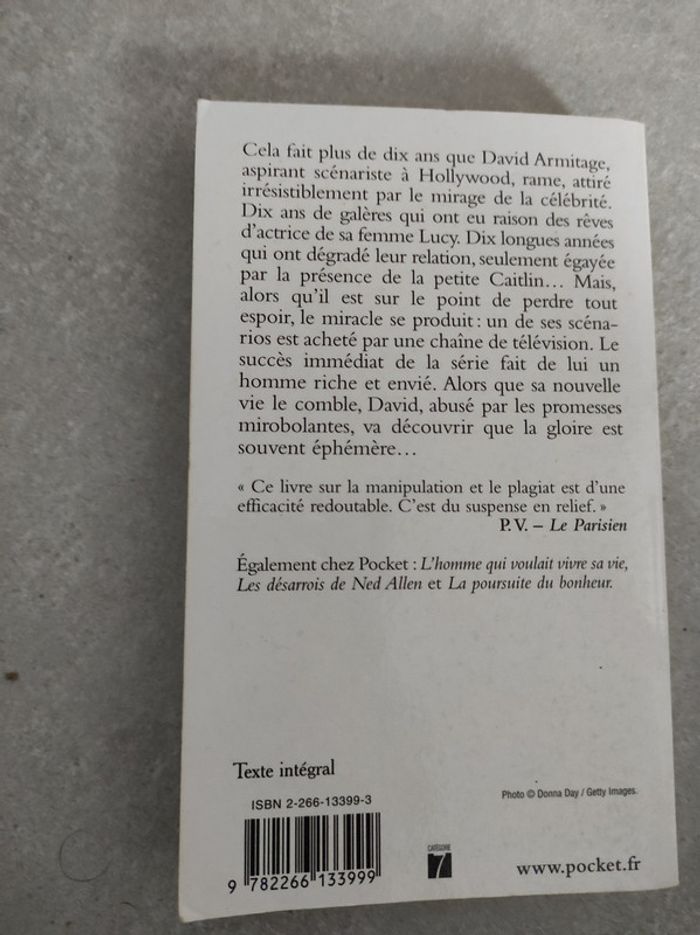 Cela fait plus de dix ans que David Armitage,
aspirant scénariste à Hollywood, rame, attiré
irrésistiblement par le mirage de la célébrité.
Dix ans de galères qui ont eu raison des rêves
d'actrice de sa femme Lucy. Dix longues années
qui ont dégradé leur relation, seulement égayée
par la présence de la petite Caitlin… Mais,
alors qu'il est sur le point de perdre tout
espoir, le miracle se produit : un de ses scéna-
rios est acheté par une chaîne de télévision. Le
succès immédiat de la série fait de lui un
homme riche et envié. Alors que sa nouvelle
vie le comble, David, abusé par les promesses
mirobolantes, va découvrir que la gloire est
souvent éphémère…
« Ce livre sur la manipulation et le plagiat est d'une
efficacité redoutable. C'est du suspense en relief. »
P. V. – Le Parisien
Également chez Pocket : L'homme qui voulait vivre sa vie,
Les désarrois de Ned Allen et La poursuite du bonheur.
Texte intégral
ISBN 2-266-13399-3
Photo © Donna Day / Getty Images.
9 782266 133999
CATÉGORIE
7
www.pocket.fr